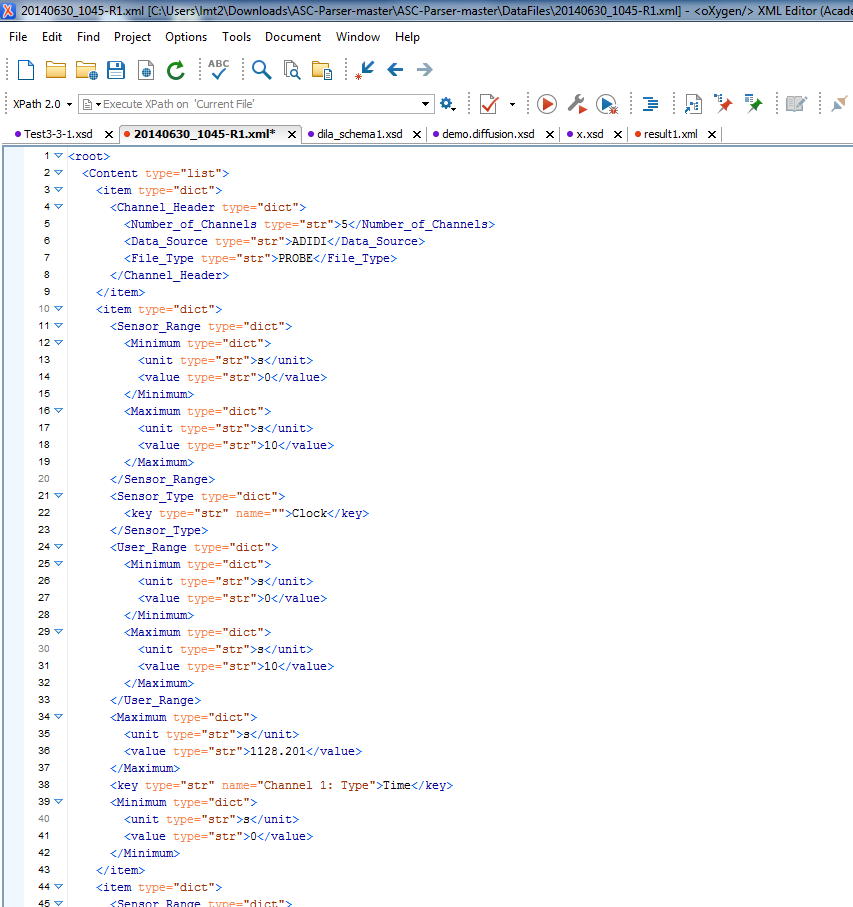 20140630_1045-R1.xml [C:\Users\lmt2\Downloads\ASC-Parser-master\ASC-Parser-master\DataFiles\20140630_1045-R1.xml] - <oXygen/> XML Editor (Acade
File Edit Find Project Options Tools Document Window Help
ABC
XPath 2.0 Execute XPath on 'Current File'
Test3-3-1.xsd 20140630_1045-R1.xml* dila_schema1.xsd demo.diffusion.xsd x.xsd result1.xml
1 <root>
2 <Content type="list">
3 <item type="dict">
4 <Channel_Header type="dict">
5 <Number_of_Channels type="str">5</Number_of_Channels>
6 <Data_Source type="str">ADIDI</Data_Source>
7 <File_Type type="str">PROBE</File_Type>
8 </Channel_Header>
9 </item>
10 <item type="dict">
11 <Sensor_Range type="dict">
12 <Minimum type="dict">
13 <unit type="str">s</unit>
14 <value type="str">0</value>
15 </Minimum>
16 <Maximum type="dict">
17 <unit type="str">s</unit>
18 <value type="str">10</value>
19 </Maximum>
20 </Sensor_Range>
21 <Sensor_Type type="dict">
22 <key type="str" name="">Clock</key>
23 </Sensor_Type>
24 <User_Range type="dict">
25 <Minimum type="dict">
26 <unit type="str">s</unit>
27 <value type="str">0</value>
28 </Minimum>
29 <Maximum type="dict">
30 <unit type="str">s</unit>
31 <value type="str">10</value>
32 </Maximum>
33 </User_Range>
34 <Maximum type="dict">
35 <unit type="str">s</unit>
36 <value type="str">1128.201</value>
37 </Maximum>
38 <key type="str" name="Channel 1: Type">Time</key>
39 <Minimum type="dict">
40 <unit type="str">s</unit>
41 <value type="str">0</value>
42 </Minimum>
43 </item>
44 <item type="dict">
45 <Sensor_Range type="dict">